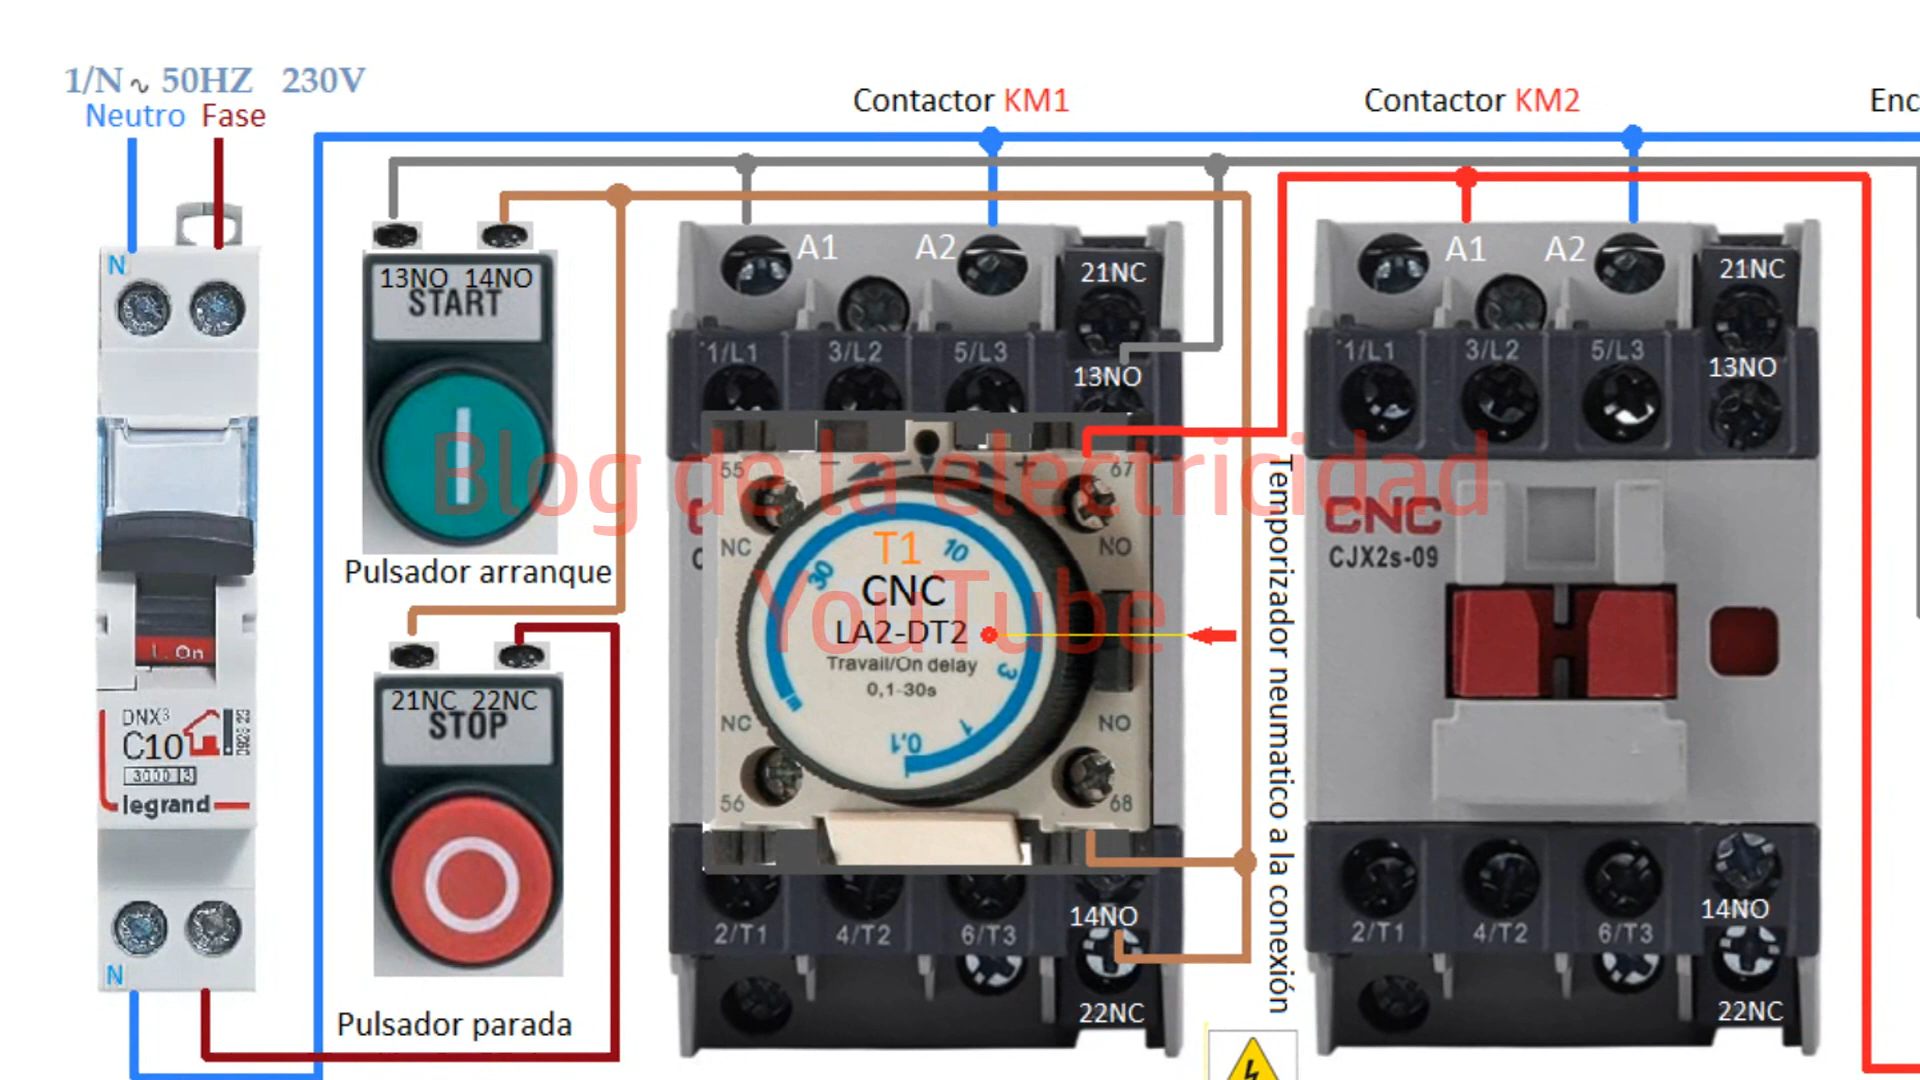 1/N ~ 50HZ 230V
Neutro Fase
Contactor KM1
Contactor KM2
Enc
N
13NO 14NO
START
Pulsador arranque
A1 A2
21NC
1/L1 3/L2 5/L3
13NO
A1 A2
21NC
1/L1 3/L2 5/L3
13NO
Blog de la electricidad
YouTube
55 − + 67
NC NO
T1
CNC
LA2-DT2
Travail/On delay
0,1-30s
30 10 3 1 0,1
NC NO
56 68
Temporizador neumatico a la conexión
CNC
CJX2s-09
I. On
DNX³
C10
3000 3
legrand
N
21NC 22NC
STOP
Pulsador parada
14NO
2/T1 4/T2 6/T3
22NC
14NO
2/T1 4/T2 6/T3
22NC